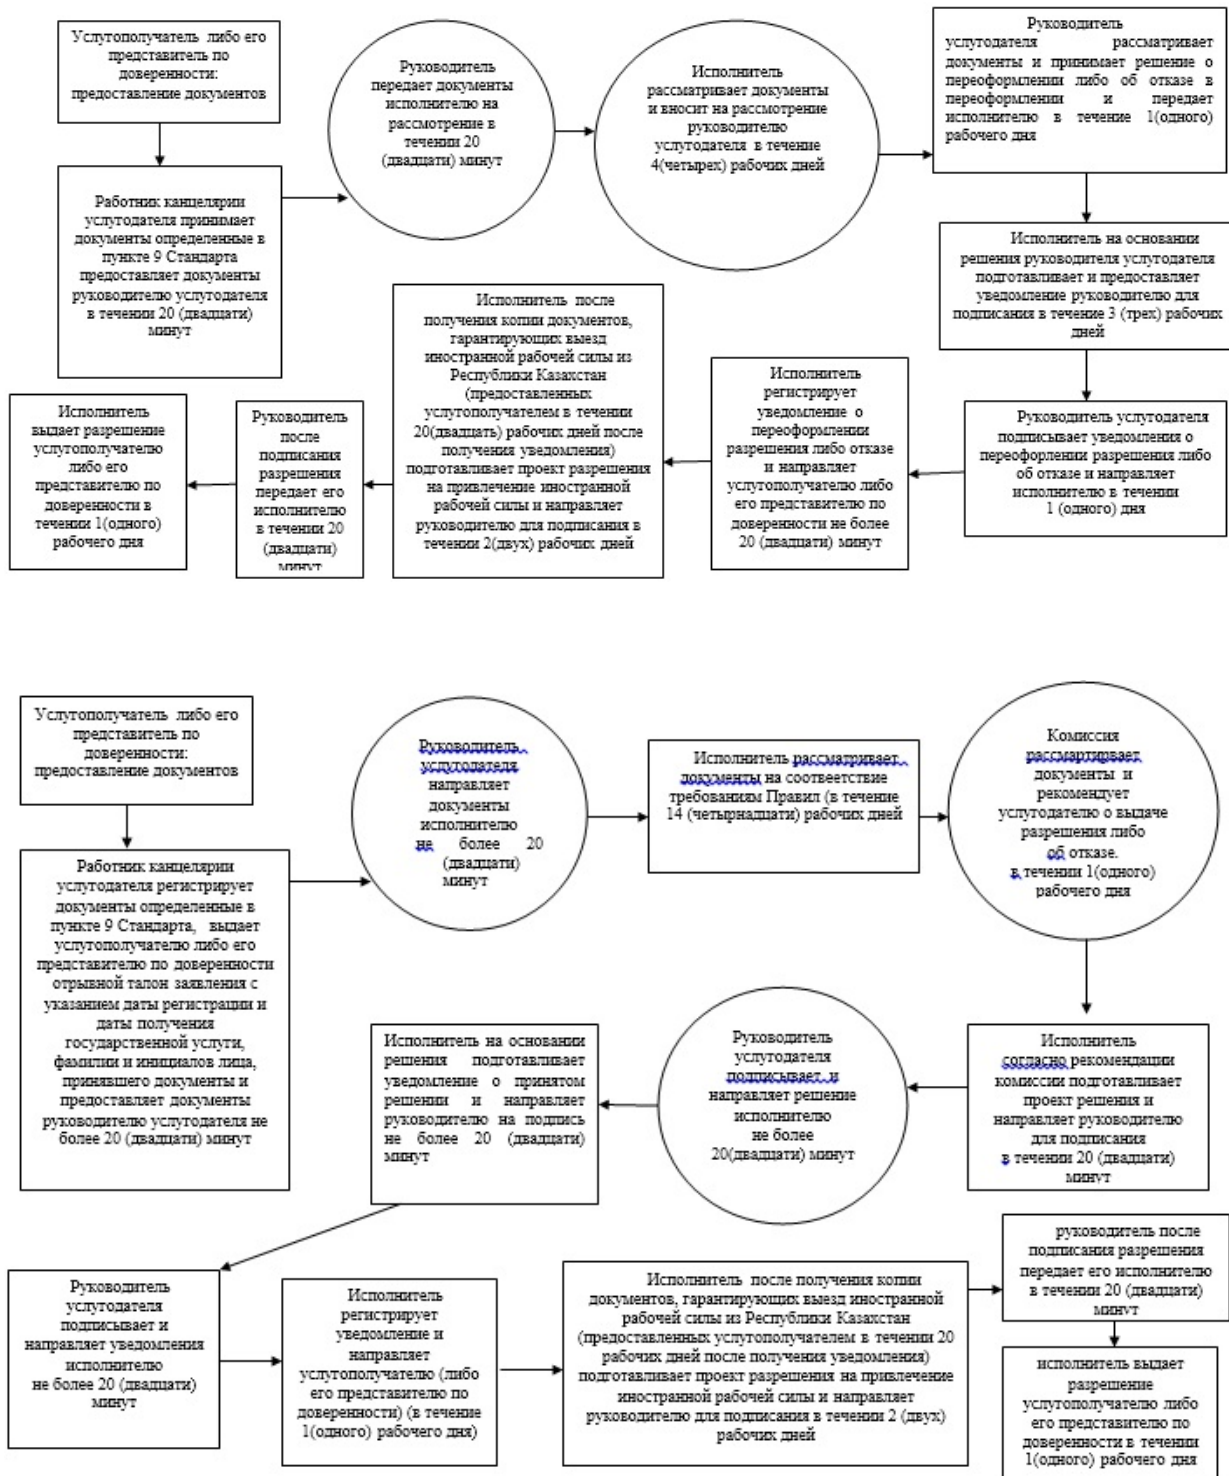 Услугополучатель либо его
представитель по
доверенности:
предоставление документов
Работник канцелярии
услугодателя принимает
документы определенные в
пункте 9 Стандарта
предоставляет документы
руководителю услугодателя
в течении 20 (двадцати)
минут
Руководитель
передает документы
исполнителю на
рассмотрение в
течении 20
(двадцати) минут
Исполнитель
рассматривает документы
и вносит на рассмотрение
руководителю
услугодателя в течение
4(четырех) рабочих дней
Руководитель
услугодателя рассматривает
документы и принимает решение о
переоформлении либо об отказе в
переоформлении и передает
исполнителю в течение 1(одного)
рабочего дня
Исполнитель на основании
решения руководителя услугодателя
подготавливает и предоставляет
уведомление руководителю для
подписания в течение 3 (трех) рабочих
дней
Руководитель услугодателя
подписывает уведомления о
переофорлении разрешения либо
об отказе и направляет
исполнителю в течении
1 (одного) дня
Исполнитель
регистрирует
уведомление о
переоформлении
разрешения либо отказе
и направляет
услугополучателю либо
его представителю по
доверенности не более
20 (двадцати) минут
Исполнитель после
получения копии документов,
гарантирующих выезд
иностранной рабочей силы из
Республики Казахстан
(предоставленных
услугополучателем в течении
20(двадцать) рабочих дней после
получения уведомления)
подготавливает проект разрешения
на привлечение иностранной
рабочей силы и направляет
руководителю для подписания в
течении 2(двух) рабочих дней
Руководитель
после
подписания
разрешения
передает его
исполнителю
в течении 20
(двадцати)
минут
Исполнитель
выдает разрешение
услугополучателю
либо его
представителю по
доверенности в
течении 1(одного)
рабочего дня
Услугополучатель либо его
представитель по
доверенности:
предоставление документов
Работник канцелярии
услугодателя регистрирует
документы определенные в
пункте 9 Стандарта, выдает
услугополучателю либо его
представителю по доверенности
отрывной талон заявления с
указанием даты регистрации и
даты получения
государственной услуги,
фамилии и инициалов лица,
принявшего документы и
предоставляет документы
руководителю услугодателя не
более 20 (двадцати) минут
Руководитель
услугодателя
направляет
документы
исполнителю
не более 20
(двадцати)
минут
Исполнитель рассматривает
документы на соответствие
требованиям Правил (в течение
14 (четырнадцати) рабочих дней
Комиссия
рассмартирвает
документы и
рекомендует
услугодателю о выдаче
разрешения либо
об отказе.
в течении 1(одного)
рабочего дня
Исполнитель
согласно рекомендации
комиссии подготавливает
проект решения и
направляет руководителю
для подписания
в течении 20 (двадцати)
минут
Руководитель
услугодателя
подписывает и
направляет решение
исполнителю
не более
20(двадцати) минут
Исполнитель на основании
решения подготавливает
уведомление о принятом
решении и направляет
руководителю на подпись
не более 20 (двадцати)
минут
Руководитель
услугодателя
подписывает и
направляет уведомления
исполнителю
не более 20 (двадцати)
минут
Исполнитель
регистрирует
уведомление и
направляет
услугополучателю (либо
его представителю по
доверенности) (в течение
1(одного) рабочего дня)
Исполнитель после получения копии
документов, гарантирующих выезд иностранной
рабочей силы из Республики Казахстан
(предоставленных услугополучателем в течении 20
рабочих дней после получения уведомления)
подготавливает проект разрешения на привлечение
иностранной рабочей силы и направляет
руководителю для подписания в течении 2 (двух)
рабочих дней
руководитель после
подписания разрешения
передает его исполнителю
в течении 20 (двадцати)
минут
исполнитель выдает
разрешение
услугополучателю либо
его представителю по
доверенности в течении
1(одного) рабочего дня